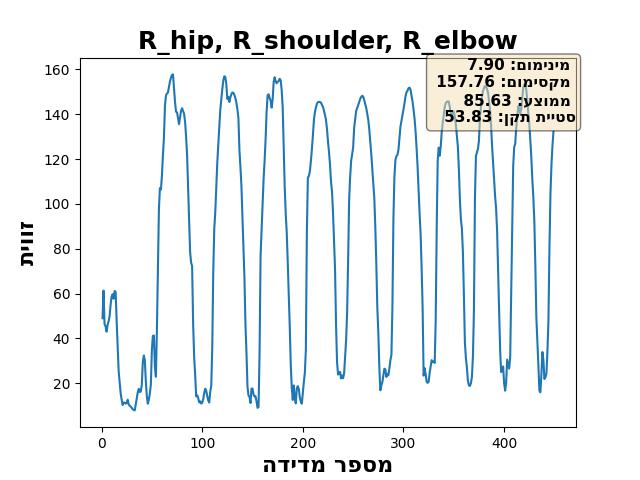 R_hip, R_shoulder, R_elbow
מינימום: 7.90
מקסימום: 157.76
ממוצע: 85.63
סטיית תקן: 53.83
160
140
120
100
80
60
40
20
זווית
0 100 200 300 400
מספר מדידה